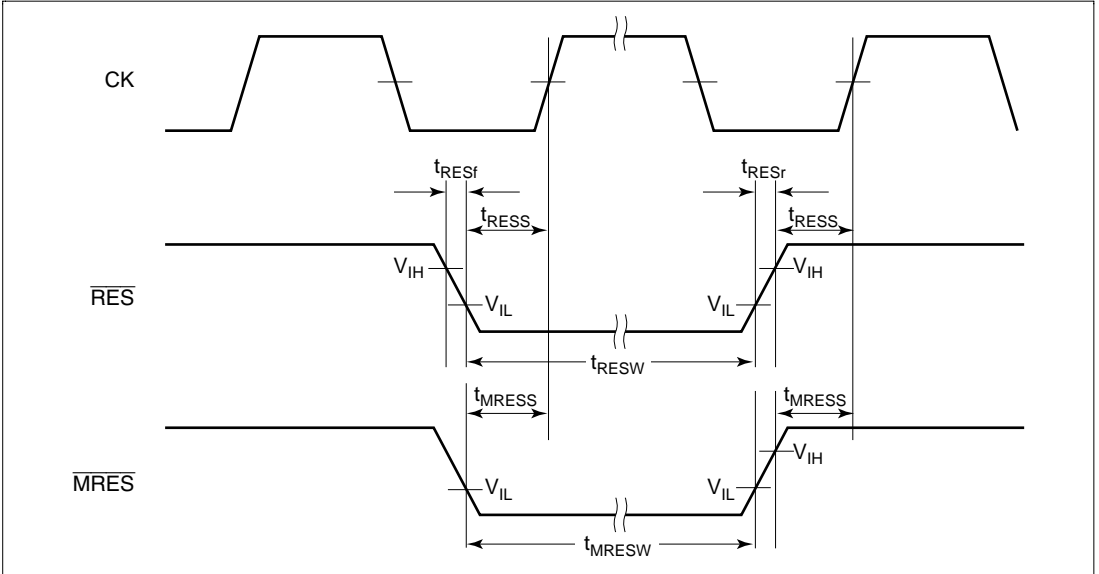 CK
tRESf
tRESr
tRESS
tRESS
VIH
VIH
RES
VIL
VIL
tRESW
tMRESS
tMRESS
VIH
MRES
VIL
VIL
tMRESW